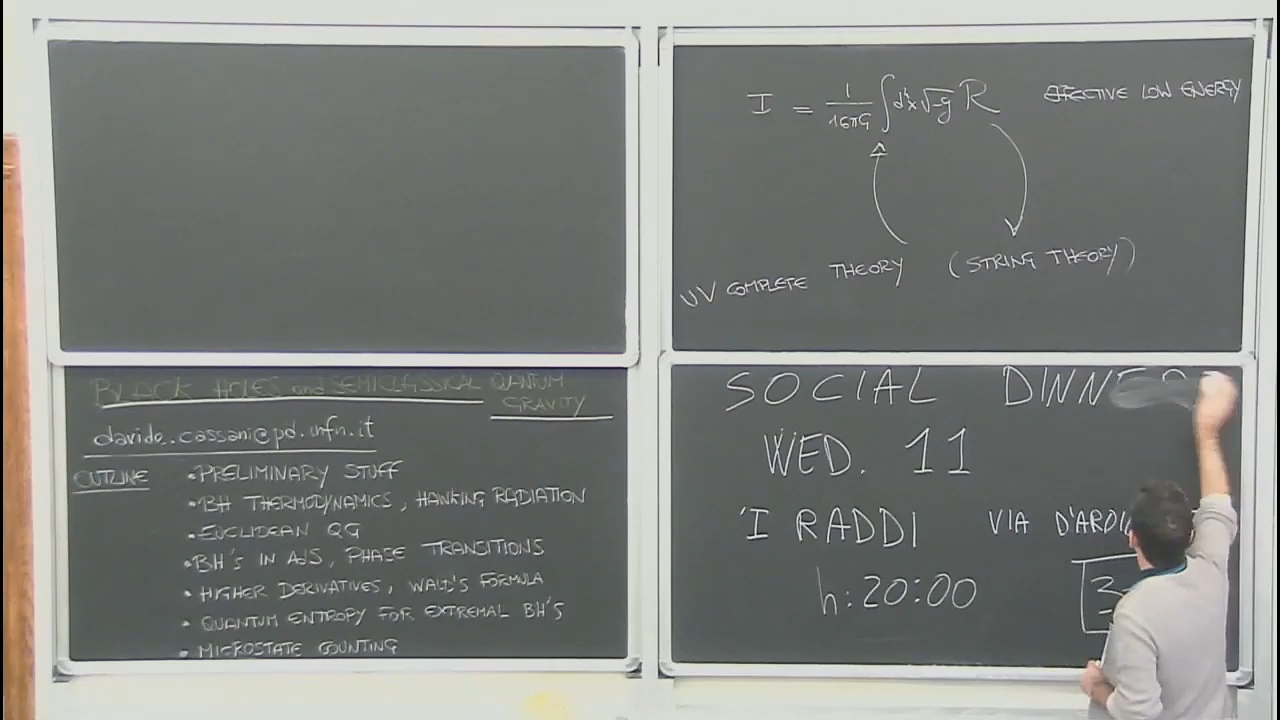 BLACK HOLES and SEMICLASSICAL QUANTUM
GRAVITY
davide.cassani@pd.infn.it
OUTLINE • PRELIMINARY STUFF
• BH THERMODYNAMICS, HAWKING RADIATION
• EUCLIDEAN QG
• BH'S IN AdS, PHASE TRANSITIONS
• HIGHER DERIVATIVES, WALD'S FORMULA
• QUANTUM ENTROPY FOR EXTREMAL BH'S
• MICROSTATE COUNTING
I = 1/16πG ∫d⁴x√-g R EFFECTIVE LOW ENERGY
UV COMPLETE THEORY (STRING THEORY)
SOCIAL
WED. 11
'I RADDI VIA
h:20:00